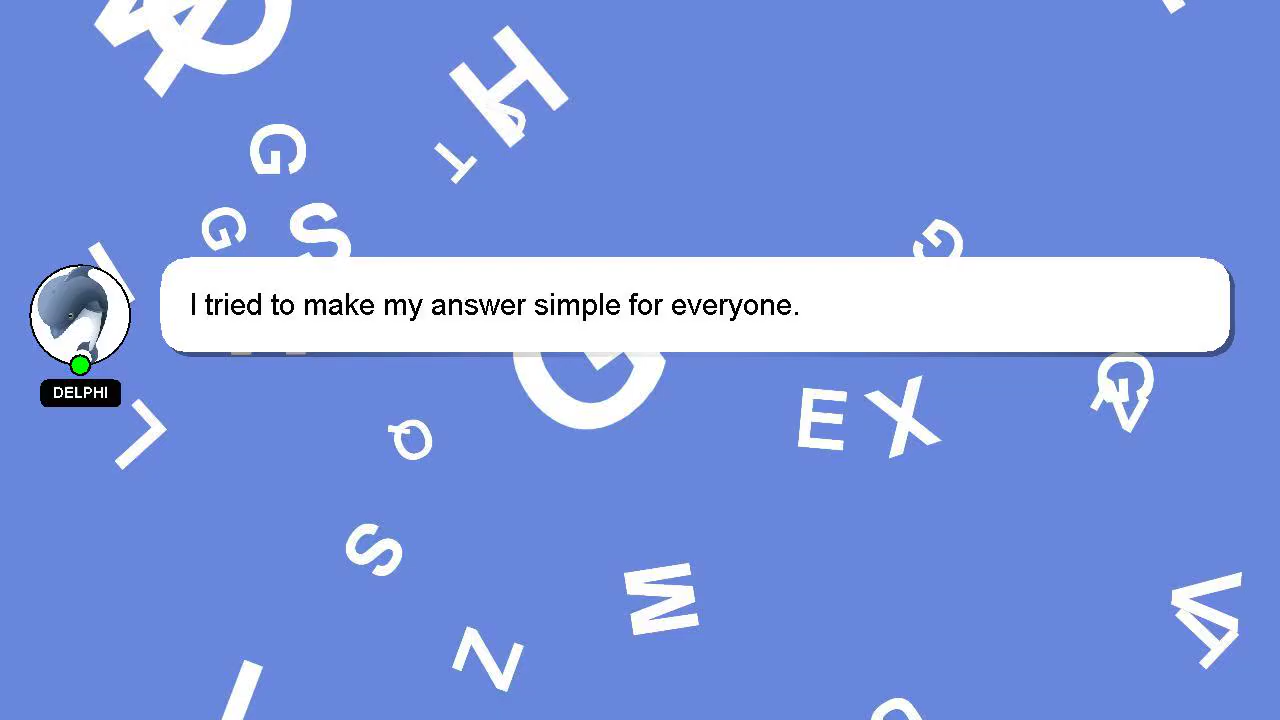 I tried to make my answer simple for everyone.
DELPHI
H
G
T
G
S
G
G
L
Q
E X
S
M
Z
V